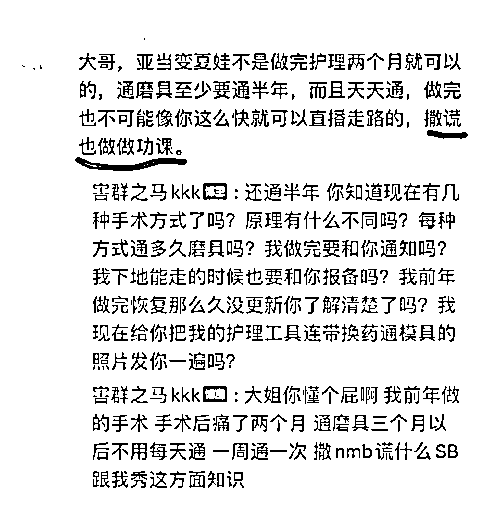 大哥，亚当变夏娃不是做完护理两个月就可以
的，通磨具至少要通半年，而且天天通，做完
也不可能像你这么快就可以直播走路的，撒谎
也做做功课。
害群之马kkk : 还通半年 你知道现在有几
种手术方式了吗？原理有什么不同吗？每种
方式通多久磨具吗？我做完要和你通知吗？
我下地能走的时候也要和你报备吗？我前年
做完恢复那么久没更新你了解清楚了吗？我
现在给你把我的护理工具连带换药通模具的
照片发你一遍吗？
害群之马kkk : 大姐你懂个屁啊 我前年做
的手术 手术后痛了两个月 通磨具三个月以
后不用每天通 一周通一次 撒nmb谎什么SB
跟我秀这方面知识